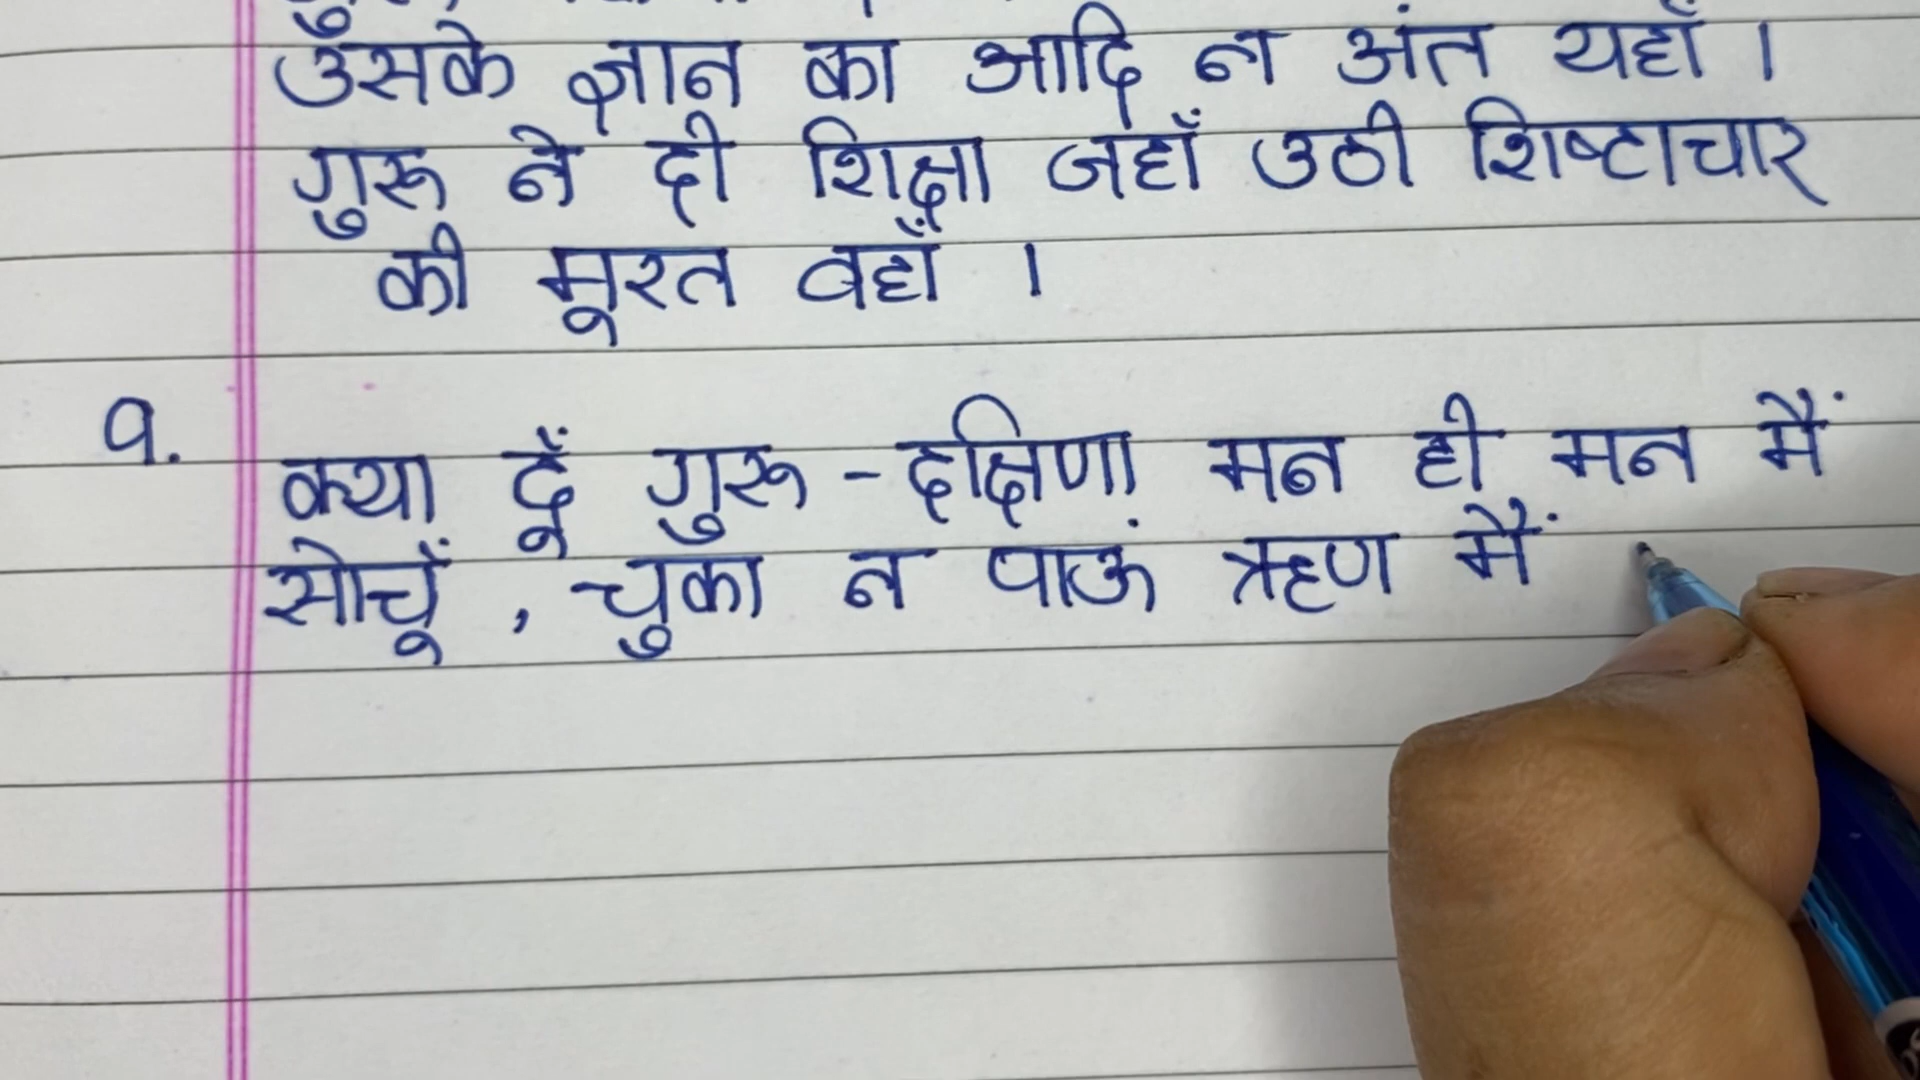 उसके ज्ञान का आदि न अंत यहाँ ।
गुरू ने दी शिक्षा जहाँ उठी शिष्टाचार
की मूरत वहाँ ।
9. क्या दूँ गुरू - दक्षिणा मन ही मन मैं
सोचूँ , चुका न पाऊं ऋण मैं